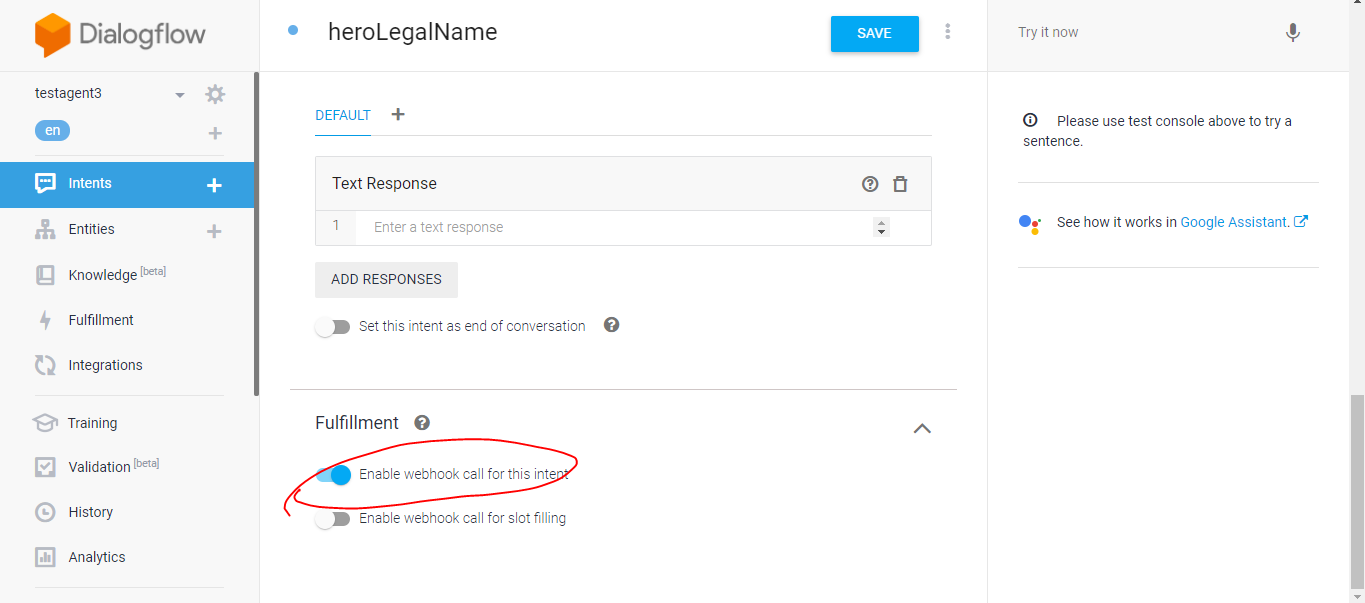 Dialogflow
testagent3
en
Intents
Entities
Knowledge [beta]
Fulfillment
Integrations
Training
Validation [beta]
History
Analytics
heroLegalName
SAVE
DEFAULT
Text Response
1 Enter a text response
ADD RESPONSES
Set this intent as end of conversation
Fulfillment
Enable webhook call for this intent
Enable webhook call for slot filling
Try it now
Please use test console above to try a
sentence.
See how it works in Google Assistant.